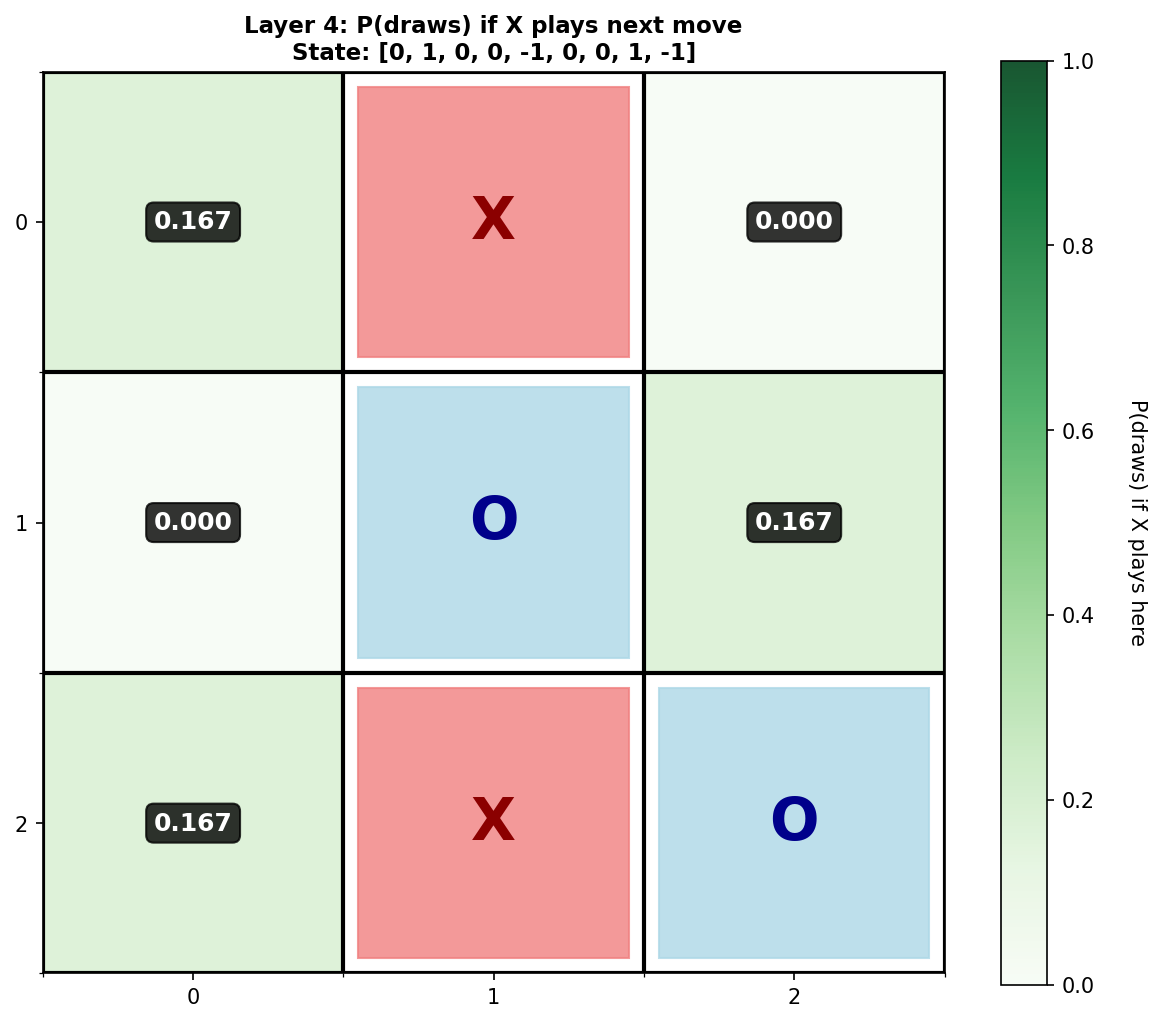 Layer 4: P(draws) if X plays next move
State: [0, 1, 0, 0, -1, 0, 0, 1, -1]
0
0.167
X
0.000
1
0.000
O
0.167
2
0.167
X
O
0
1
2
1.0
0.8
0.6
0.4
0.2
0.0
P(draws) if X plays here